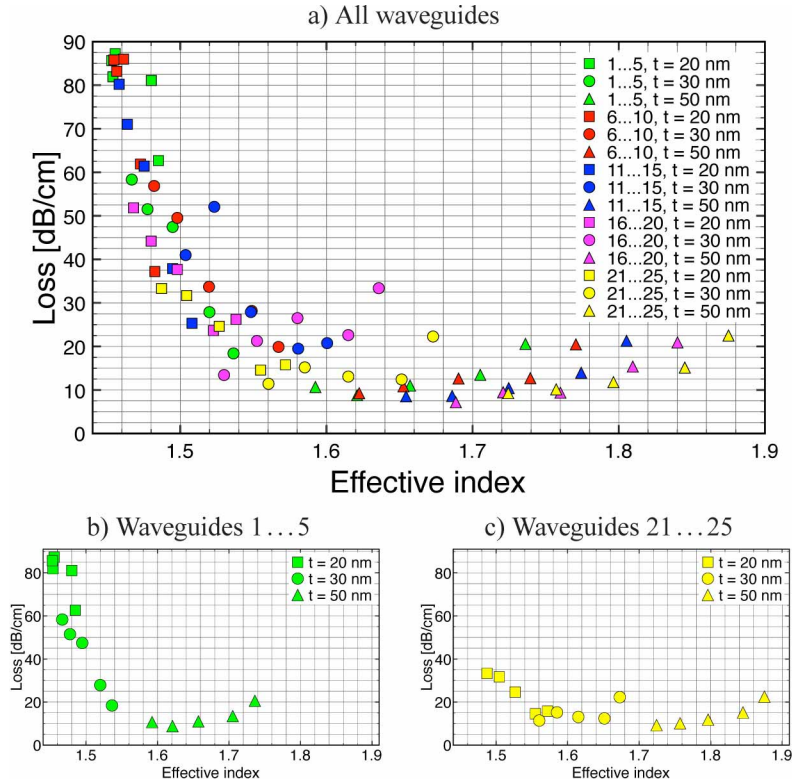 a) All waveguides
Loss [dB/cm]
90
80
70
60
50
40
30
20
10
0
1...5, t = 20 nm
1...5, t = 30 nm
1...5, t = 50 nm
6...10, t = 20 nm
6...10, t = 30 nm
6...10, t = 50 nm
11...15, t = 20 nm
11...15, t = 30 nm
11...15, t = 50 nm
16...20, t = 20 nm
16...20, t = 30 nm
16...20, t = 50 nm
21...25, t = 20 nm
21...25, t = 30 nm
21...25, t = 50 nm
1.5 1.6 1.7 1.8 1.9
Effective index
b) Waveguides 1...5
Loss [dB/cm]
80
60
40
20
0
t = 20 nm
t = 30 nm
t = 50 nm
1.5 1.6 1.7 1.8 1.9
Effective index
c) Waveguides 21...25
Loss [dB/cm]
80
60
40
20
0
t = 20 nm
t = 30 nm
t = 50 nm
1.5 1.6 1.7 1.8 1.9
Effective index